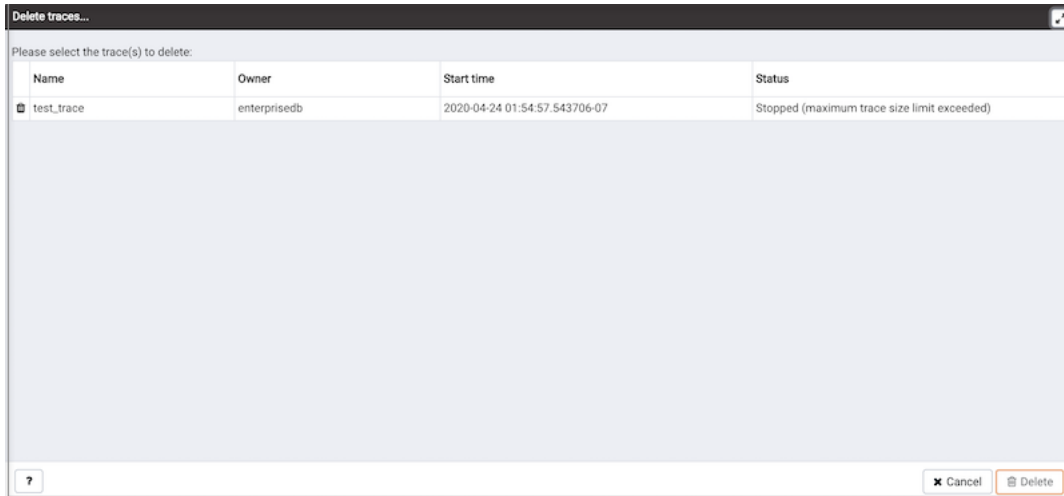 Delete traces...
Please select the trace(s) to delete:
Name Owner Start time Status
test_trace enterprisedb 2020-04-24 01:54:57.543706-07 Stopped (maximum trace size limit exceeded)
? Cancel Delete